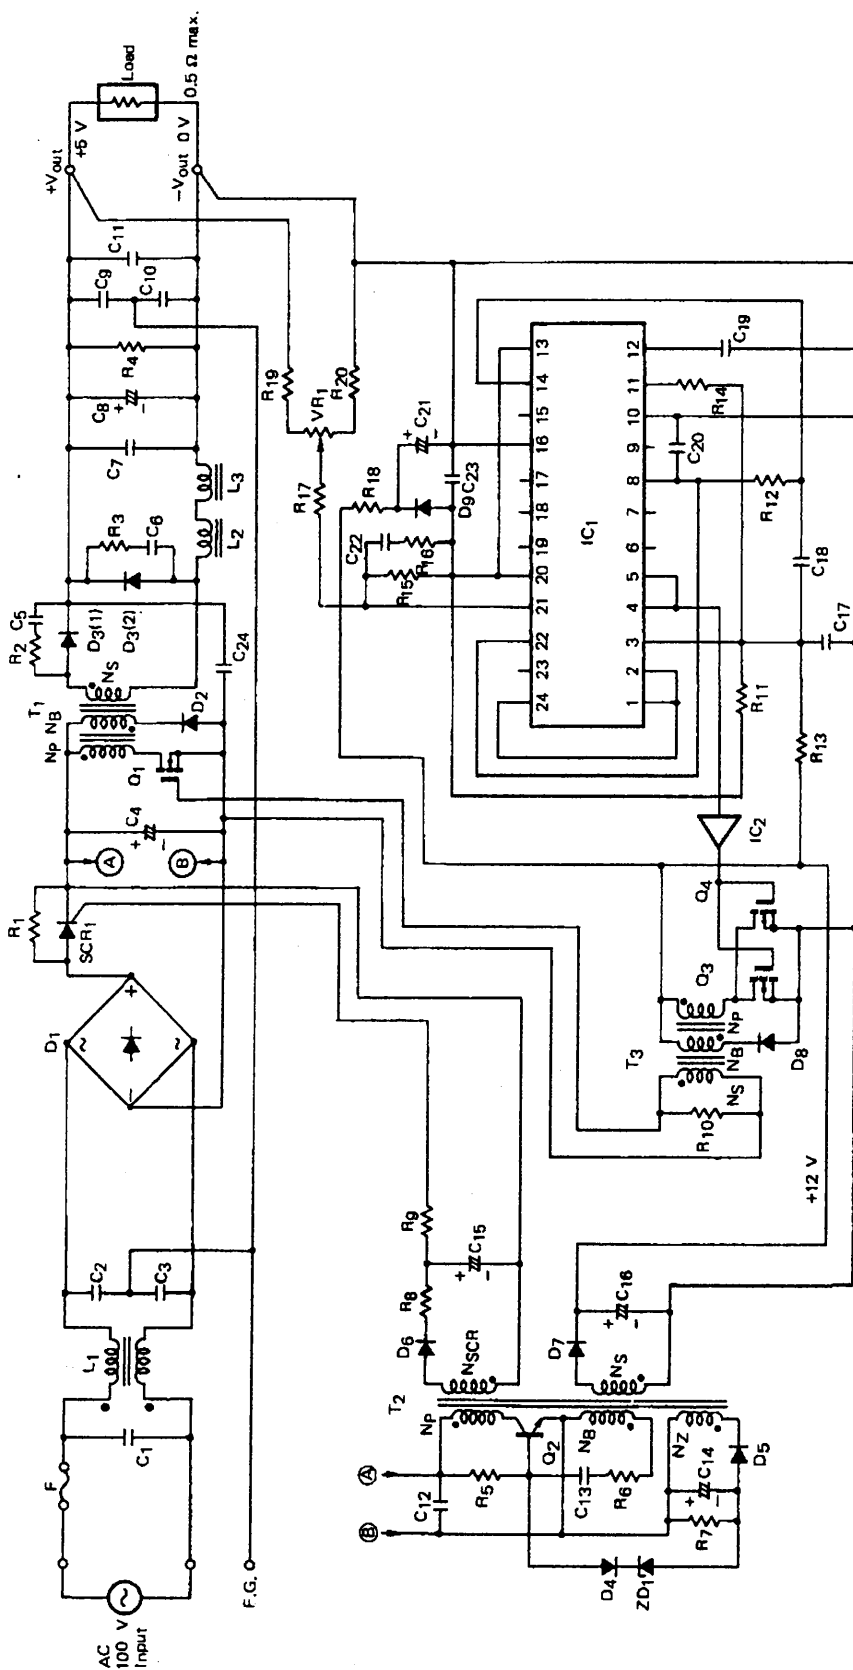 AC
100 V
Input
F
F.G.
C1
L1
C2
C3
D1
R1
SCR1
A
B
C4
Q1
T1
NP
NB
NS
D2
R2
C5
D3(1)
D3(2)
C24
R3
C6
L2
L3
C7
C8
R4
C9
C10
C11
+Vout
+5 V
−Vout
0 V
0.5 Ω max.
Load
R19
VR1
R20
R17
R18
C21
D9
C23
C22
R16
R15
24
23
22
21
20
19
18
17
16
15
14
13
IC1
1
2
3
4
5
6
7
8
9
10
11
12
C19
R14
C20
R12
C18
C17
R11
R13
IC2
Q4
Q3
T3
NP
NB
NS
D8
R10
+12 V
R9
C15
R8
D6
NSCR
T2
NP
D7
C16
NS
Q2
NB
NZ
C12
R5
C13
R6
C14
D5
R7
D4
ZD1
A
B